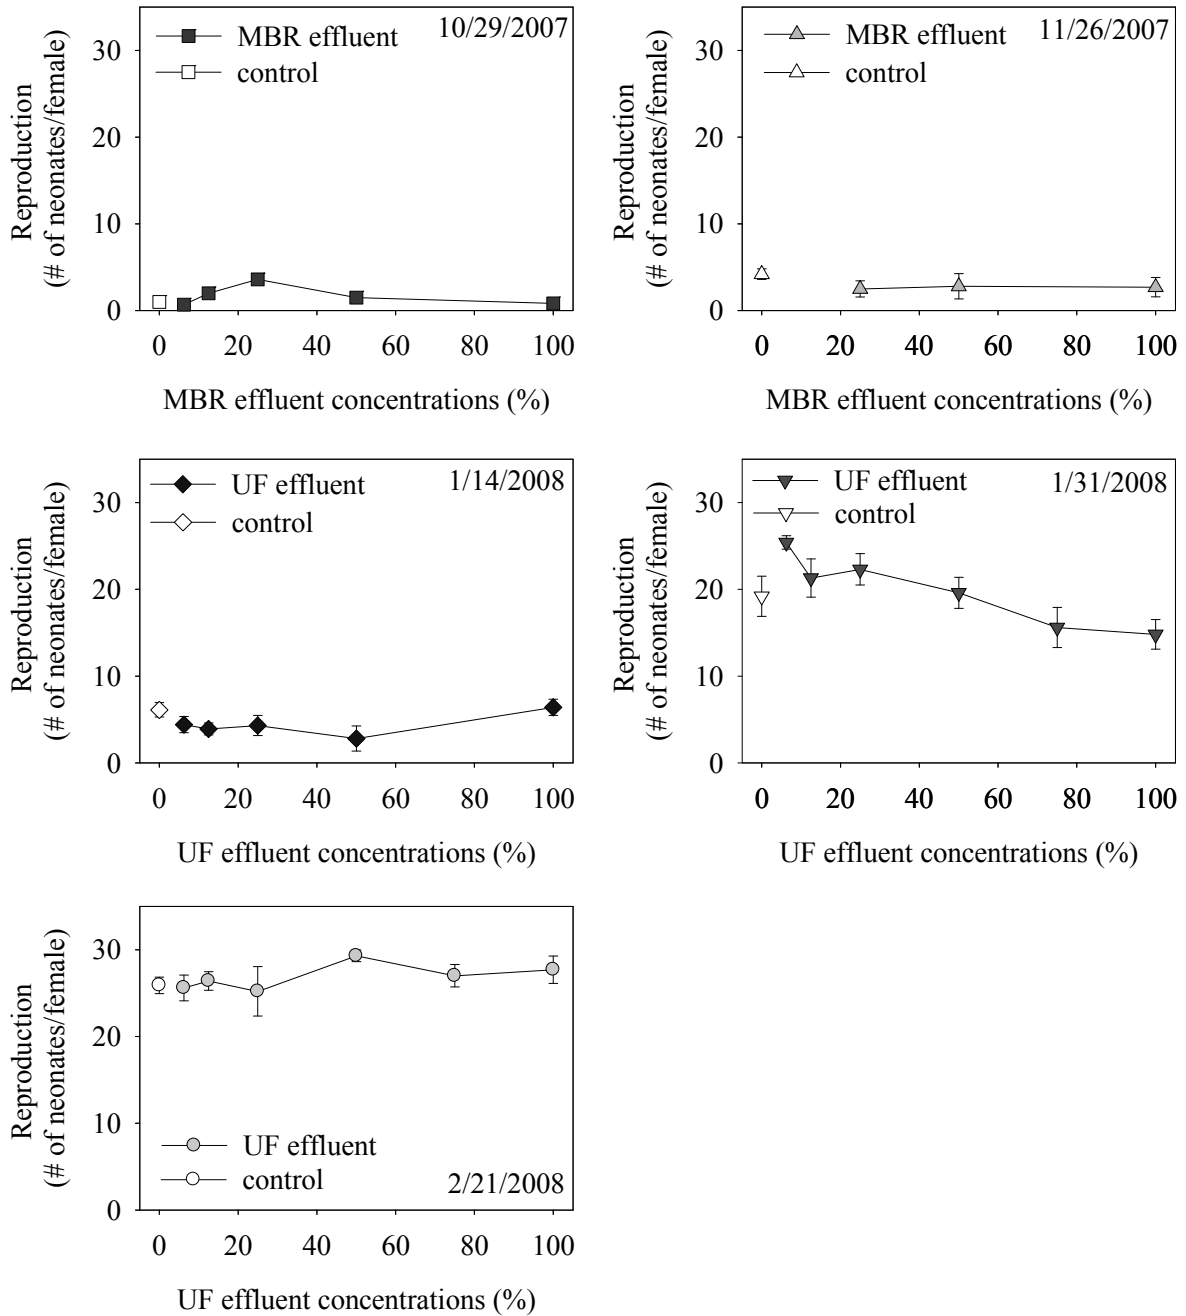 MBR effluent
control
10/29/2007
30
20
10
0
Reproduction
(# of neonates/female)
0 20 40 60 80 100
MBR effluent concentrations (%)
MBR effluent
control
11/26/2007
30
20
10
0
Reproduction
(# of neonates/female)
0 20 40 60 80 100
MBR effluent concentrations (%)
UF effluent
control
1/14/2008
30
20
10
0
Reproduction
(# of neonates/female)
0 20 40 60 80 100
UF effluent concentrations (%)
UF effluent
control
1/31/2008
30
20
10
0
Reproduction
(# of neonates/female)
0 20 40 60 80 100
UF effluent concentrations (%)
30
20
10
0
Reproduction
(# of neonates/female)
UF effluent
control
2/21/2008
0 20 40 60 80 100
UF effluent concentrations (%)